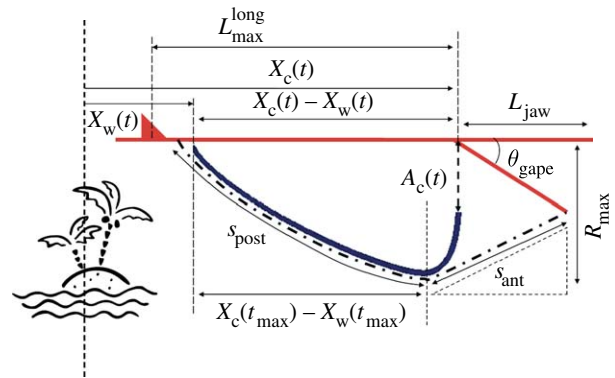 L_max^long
X_c(t)
X_c(t) – X_w(t)
X_w(t)
L_jaw
θ_gape
A_c(t)
R_max
s_post
s_ant
X_c(t_max) – X_w(t_max)